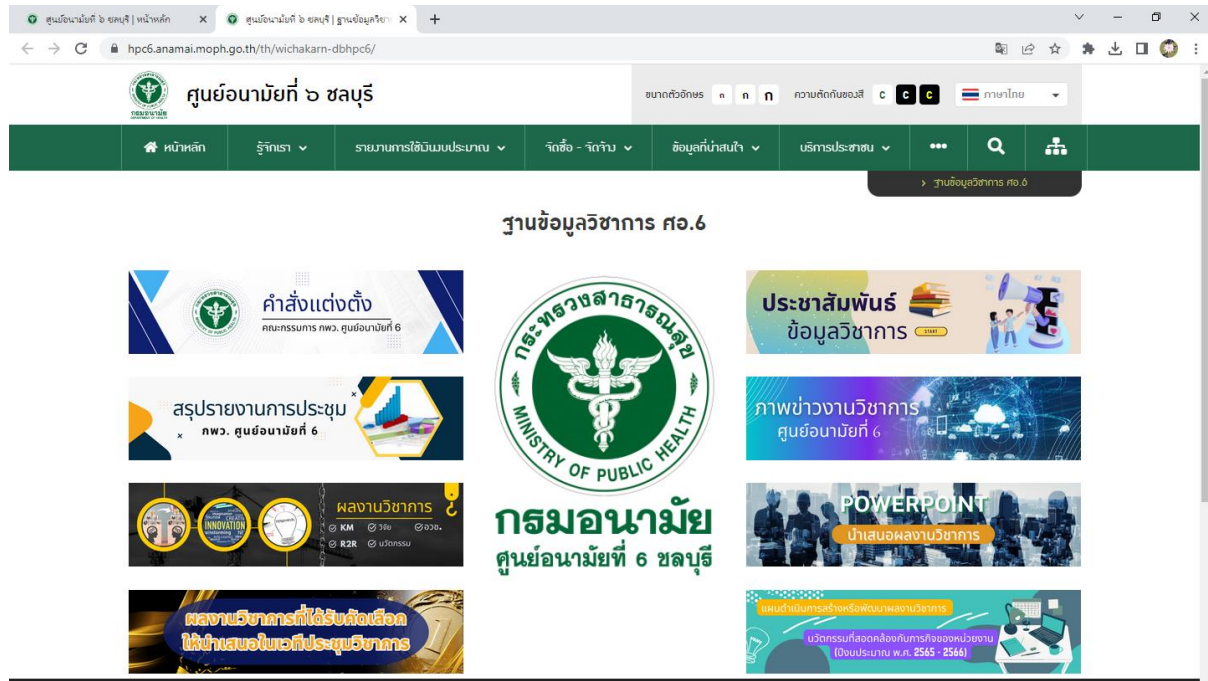 ศูนย์อนามัยที่ ๖ ชลบุรี | หน้าหลัก
ศูนย์อนามัยที่ ๖ ชลบุรี | ฐานข้อมูลวิชา
hpc6.anamai.moph.go.th/th/wichakarn-dbhpc6/
กรมอนามัย
ศูนย์อนามัยที่ ๖ ชลบุรี
ขนาดตัวอักษร ก ก ก ความตัดกันของสี C C C ภาษาไทย
หน้าหลัก รู้จักเรา รายงานการใช้เงินงบประมาณ จัดซื้อ - จัดจ้าง ข้อมูลที่น่าสนใจ บริการประชาชน
ฐานข้อมูลวิชาการ ศอ.6
ฐานข้อมูลวิชาการ ศอ.6
คำสั่งแต่งตั้ง
คณะกรรมการ กพว. ศูนย์อนามัยที่ 6
สรุปรายงานการประชุม
กพว. ศูนย์อนามัยที่ 6
INNOVATION
ผลงานวิชาการ
KM วิจัย อวช.
R2R นวัตกรรม
ผลงานวิชาการที่ได้รับคัดเลือก
ให้นำเสนอในเวทีประชุมวิชาการ
กระทรวงสาธารณสุข
MINISTRY OF PUBLIC HEALTH
กรมอนามัย
ศูนย์อนามัยที่ 6 ชลบุรี
ประชาสัมพันธ์
ข้อมูลวิชาการ
START
ภาพข่าวงานวิชาการ
ศูนย์อนามัยที่ 6
POWERPOINT
นำเสนอผลงานวิชาการ
แผนดำเนินการสร้างหรือพัฒนาผลงานวิชาการ
นวัตกรรมที่สอดคล้องกับภารกิจของหน่วยงาน
(ปีงบประมาณ พ.ศ. 2565 - 2566)